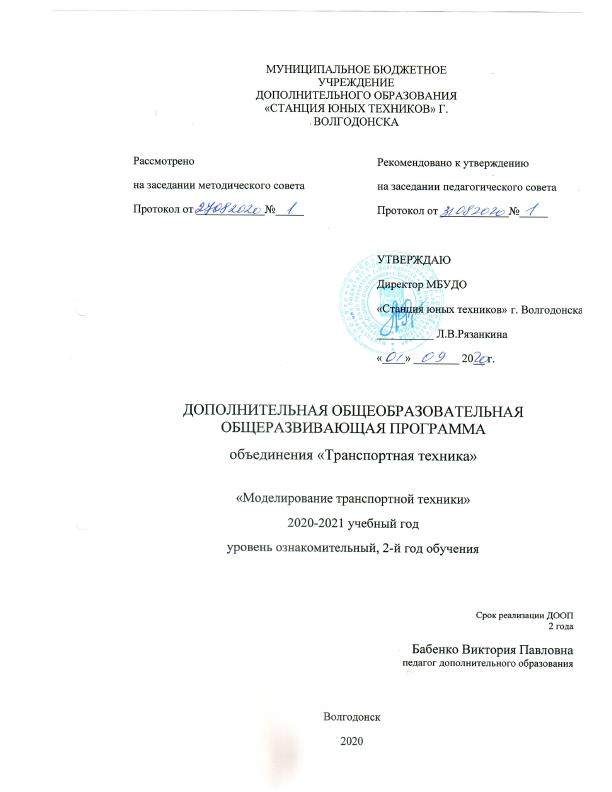 МУНИЦИПАЛЬНОЕ БЮДЖЕТНОЕ
УЧРЕЖДЕНИЕ
ДОПОЛНИТЕЛЬНОГО ОБРАЗОВАНИЯ
«СТАНЦИЯ ЮНЫХ ТЕХНИКОВ» Г.
ВОЛГОДОНСКА
Рассмотрено
на заседании методического совета
Протокол от 27082020 № 1
Рекомендовано к утверждению
на заседании педагогического совета
Протокол от 31082020 № 1
УТВЕРЖДАЮ
Директор МБУДО
«Станция юных техников» г. Волгодонска
__________ Л.В.Рязанкина
«01» 09 2020г.
ДОПОЛНИТЕЛЬНАЯ ОБЩЕОБРАЗОВАТЕЛЬНАЯ
ОБЩЕРАЗВИВАЮЩАЯ ПРОГРАММА
объединения «Транспортная техника»
«Моделирование транспортной техники»
2020-2021 учебный год
уровень ознакомительный, 2-й год обучения
Срок реализации ДООП
2 года
Бабенко Виктория Павловна
педагог дополнительного образования
Волгодонск
2020